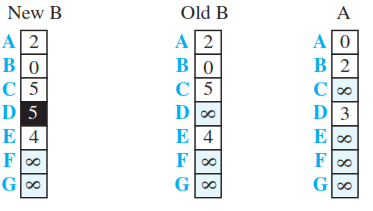 New B Old B A
A 2 A 2 A 0
B 0 B 0 B 2
C 5 C 5 C ∞
D 5 D ∞ D 3
E 4 E 4 E ∞
F ∞ F ∞ F ∞
G ∞ G ∞ G ∞